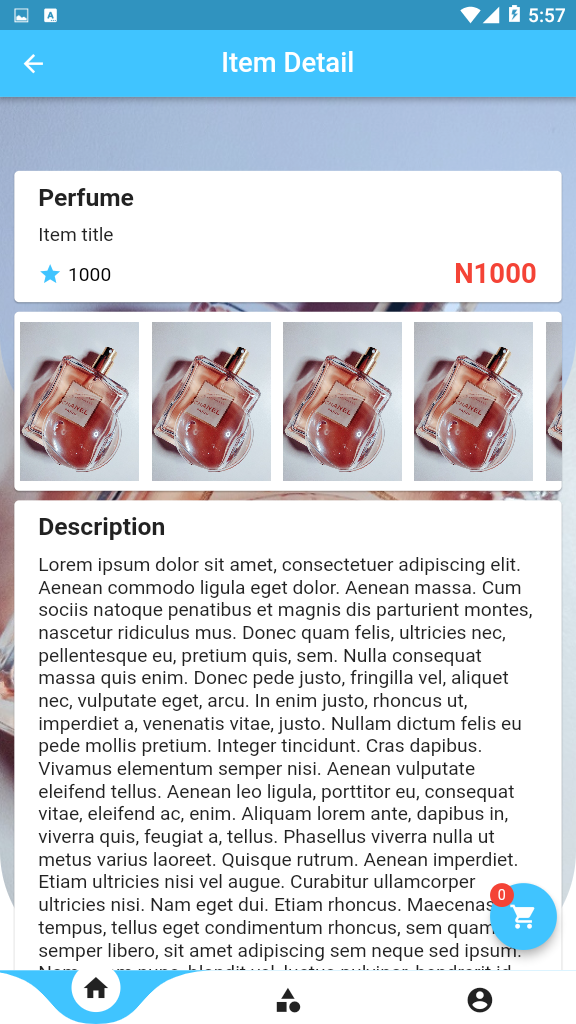 5:57
Item Detail
Perfume
Item title
1000
N1000
CHANEL
CHANEL
CHANEL
CHANEL
Description
Lorem ipsum dolor sit amet, consectetuer adipiscing elit.
Aenean commodo ligula eget dolor. Aenean massa. Cum
sociis natoque penatibus et magnis dis parturient montes,
nascetur ridiculus mus. Donec quam felis, ultricies nec,
pellentesque eu, pretium quis, sem. Nulla consequat
massa quis enim. Donec pede justo, fringilla vel, aliquet
nec, vulputate eget, arcu. In enim justo, rhoncus ut,
imperdiet a, venenatis vitae, justo. Nullam dictum felis eu
pede mollis pretium. Integer tincidunt. Cras dapibus.
Vivamus elementum semper nisi. Aenean vulputate
eleifend tellus. Aenean leo ligula, porttitor eu, consequat
vitae, eleifend ac, enim. Aliquam lorem ante, dapibus in,
viverra quis, feugiat a, tellus. Phasellus viverra nulla ut
metus varius laoreet. Quisque rutrum. Aenean imperdiet.
Etiam ultricies nisi vel augue. Curabitur ullamcorper
ultricies nisi. Nam eget dui. Etiam rhoncus. Maecenas
0
tempus, tellus eget condimentum rhoncus, sem quam
semper libero, sit amet adipiscing sem neque sed ipsum.